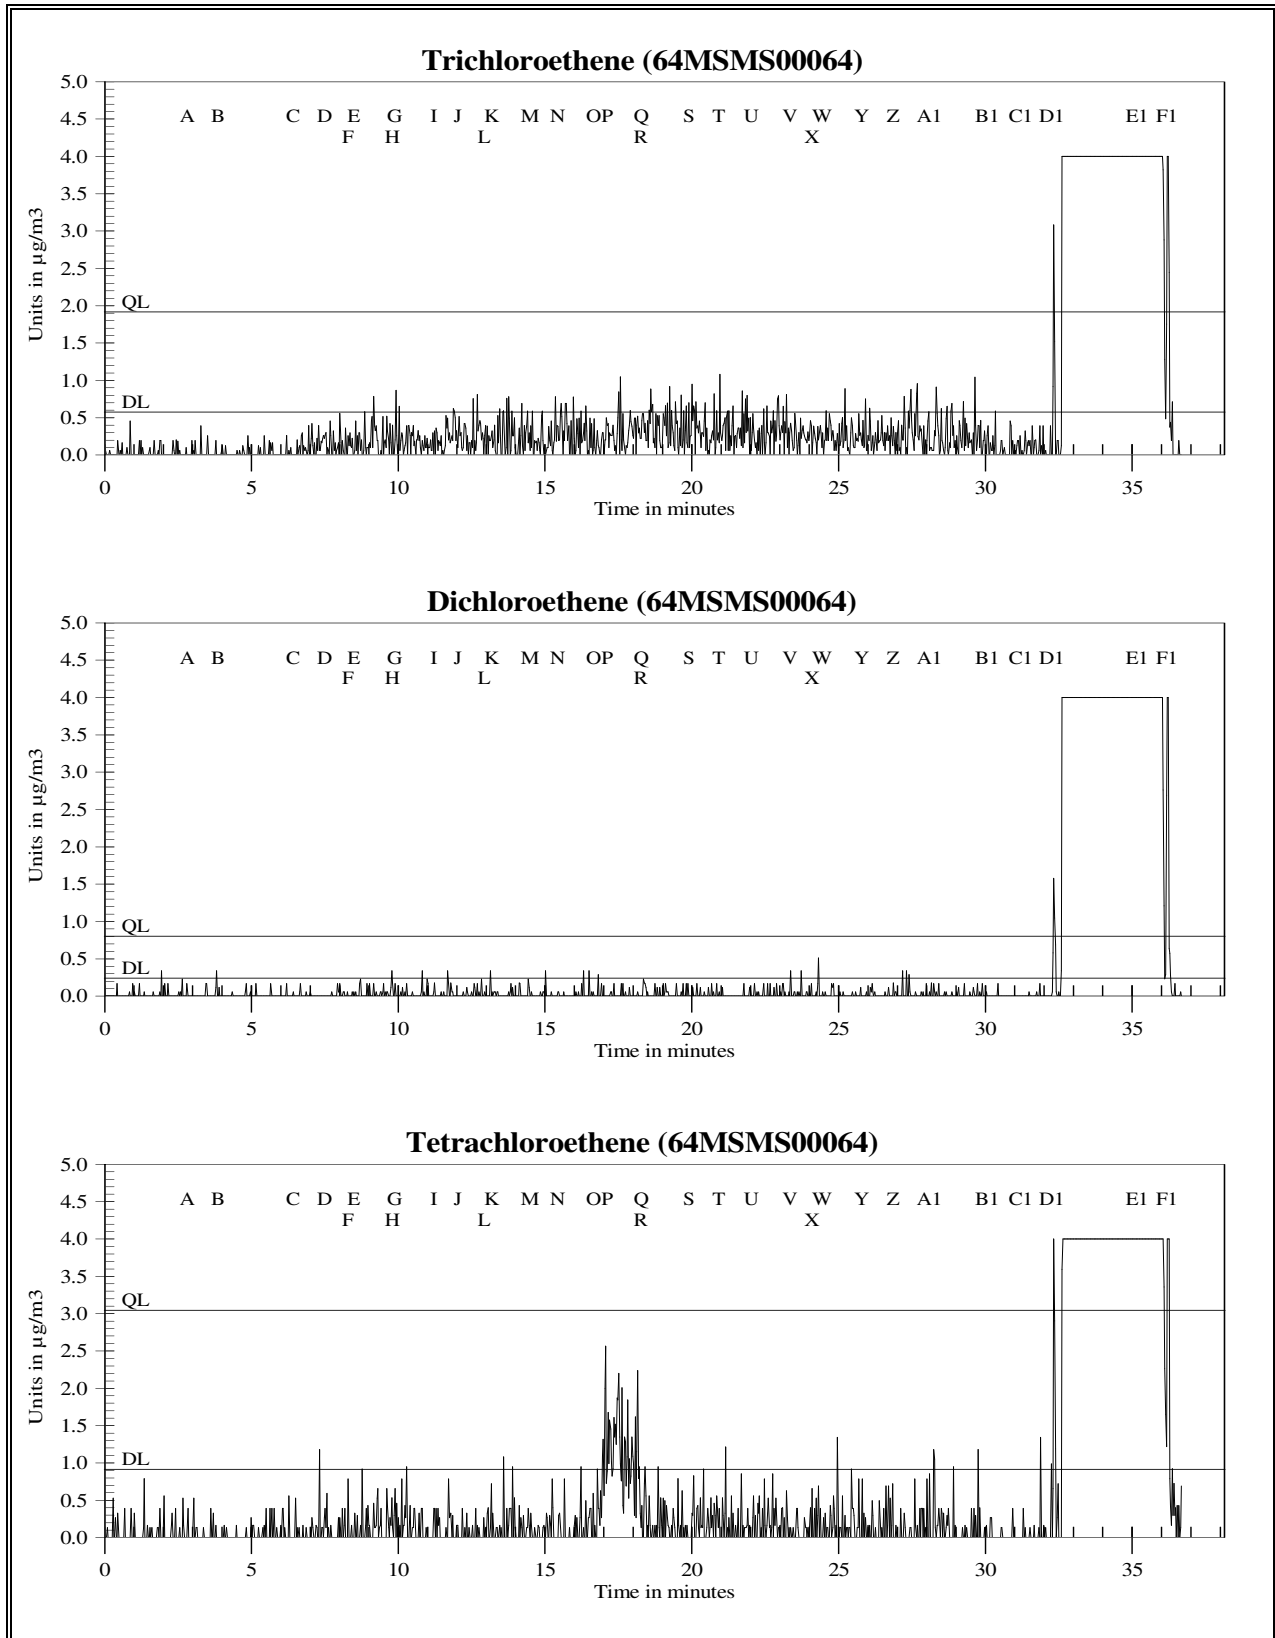 Trichloroethene (64MSMS00064)
5.0
A B C D E G I J K M N OP Q S T U V W Y Z A1 B1 C1 D1 E1 F1
4.5
F H L R X
4.0
3.5
3.0
2.5
2.0
QL
1.5
1.0
DL
0.5
0.0
Units in µg/m3
0 5 10 15 20 25 30 35
Time in minutes
Dichloroethene (64MSMS00064)
5.0
A B C D E G I J K M N OP Q S T U V W Y Z A1 B1 C1 D1 E1 F1
4.5
F H L R X
4.0
3.5
3.0
2.5
2.0
1.5
1.0
QL
0.5
DL
0.0
Units in µg/m3
0 5 10 15 20 25 30 35
Time in minutes
Tetrachloroethene (64MSMS00064)
5.0
A B C D E G I J K M N OP Q S T U V W Y Z A1 B1 C1 D1 E1 F1
4.5
F H L R X
4.0
3.5
QL
3.0
2.5
2.0
1.5
DL
1.0
0.5
0.0
Units in µg/m3
0 5 10 15 20 25 30 35
Time in minutes